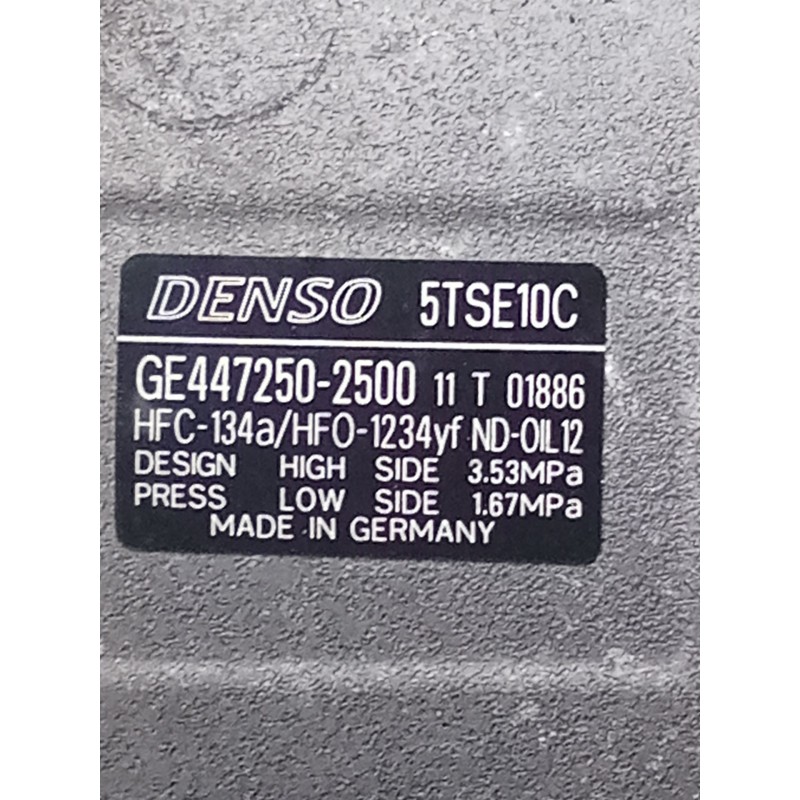 DENSO 5TSE10C
GE447250-2500 11 T 01886
HFC-134a/HFO-1234yf ND-OIL12
DESIGN HIGH SIDE 3.53MPa
PRESS LOW SIDE 1.67MPa
MADE IN GERMANY